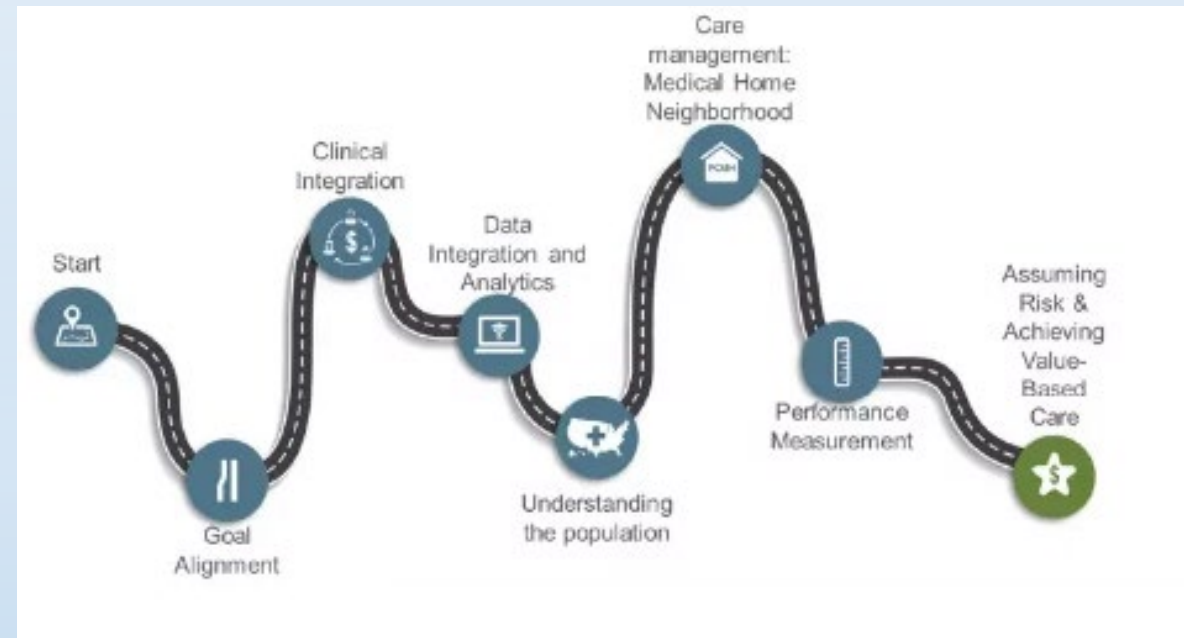 Start
Goal
Alignment
Clinical
Integration
$
Data
Integration and
Analytics
Understanding
the population
Care
management:
Medical Home
Neighborhood
PCMH
Performance
Measurement
Assuming
Risk &
Achieving
Value-
Based
Care
$